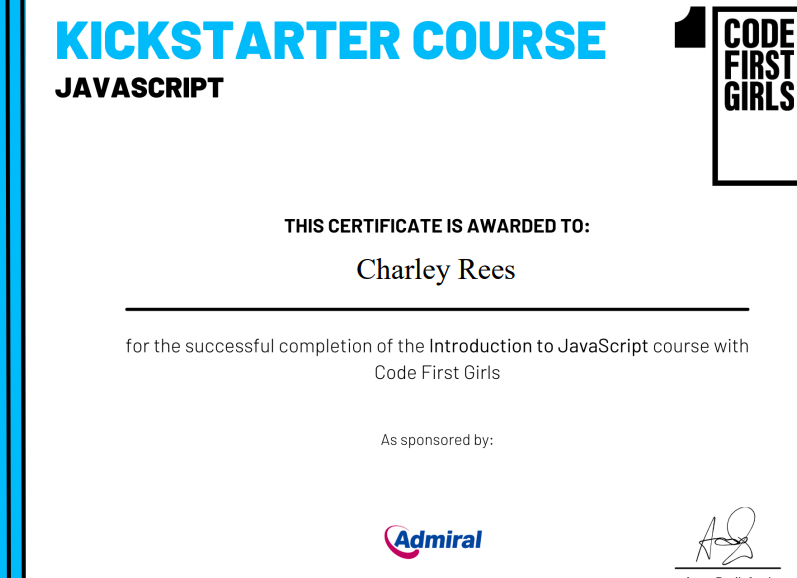 KICKSTARTER COURSE
JAVASCRIPT
CODE
FIRST
GIRLS
THIS CERTIFICATE IS AWARDED TO:
Charley Rees
for the successful completion of the Introduction to JavaScript course with
Code First Girls
As sponsored by:
Admiral